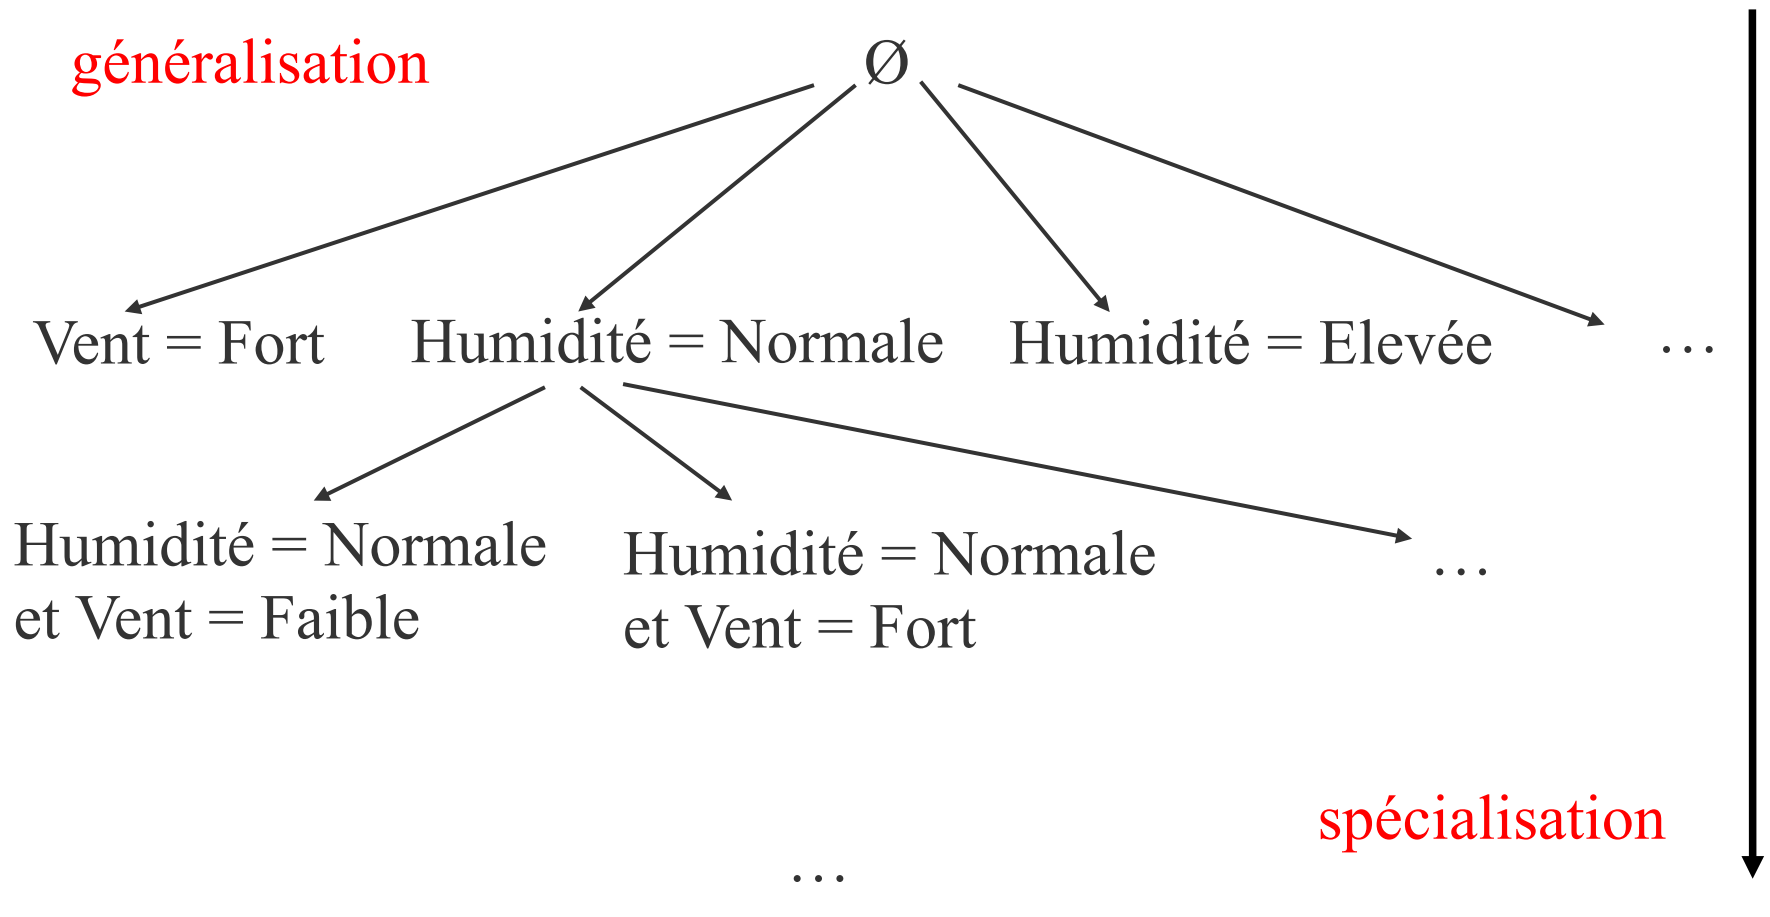 généralisation
Ø
Vent = Fort
Humidité = Normale
Humidité = Elevée
…
Humidité = Normale
et Vent = Faible
Humidité = Normale
et Vent = Fort
…
spécialisation
…